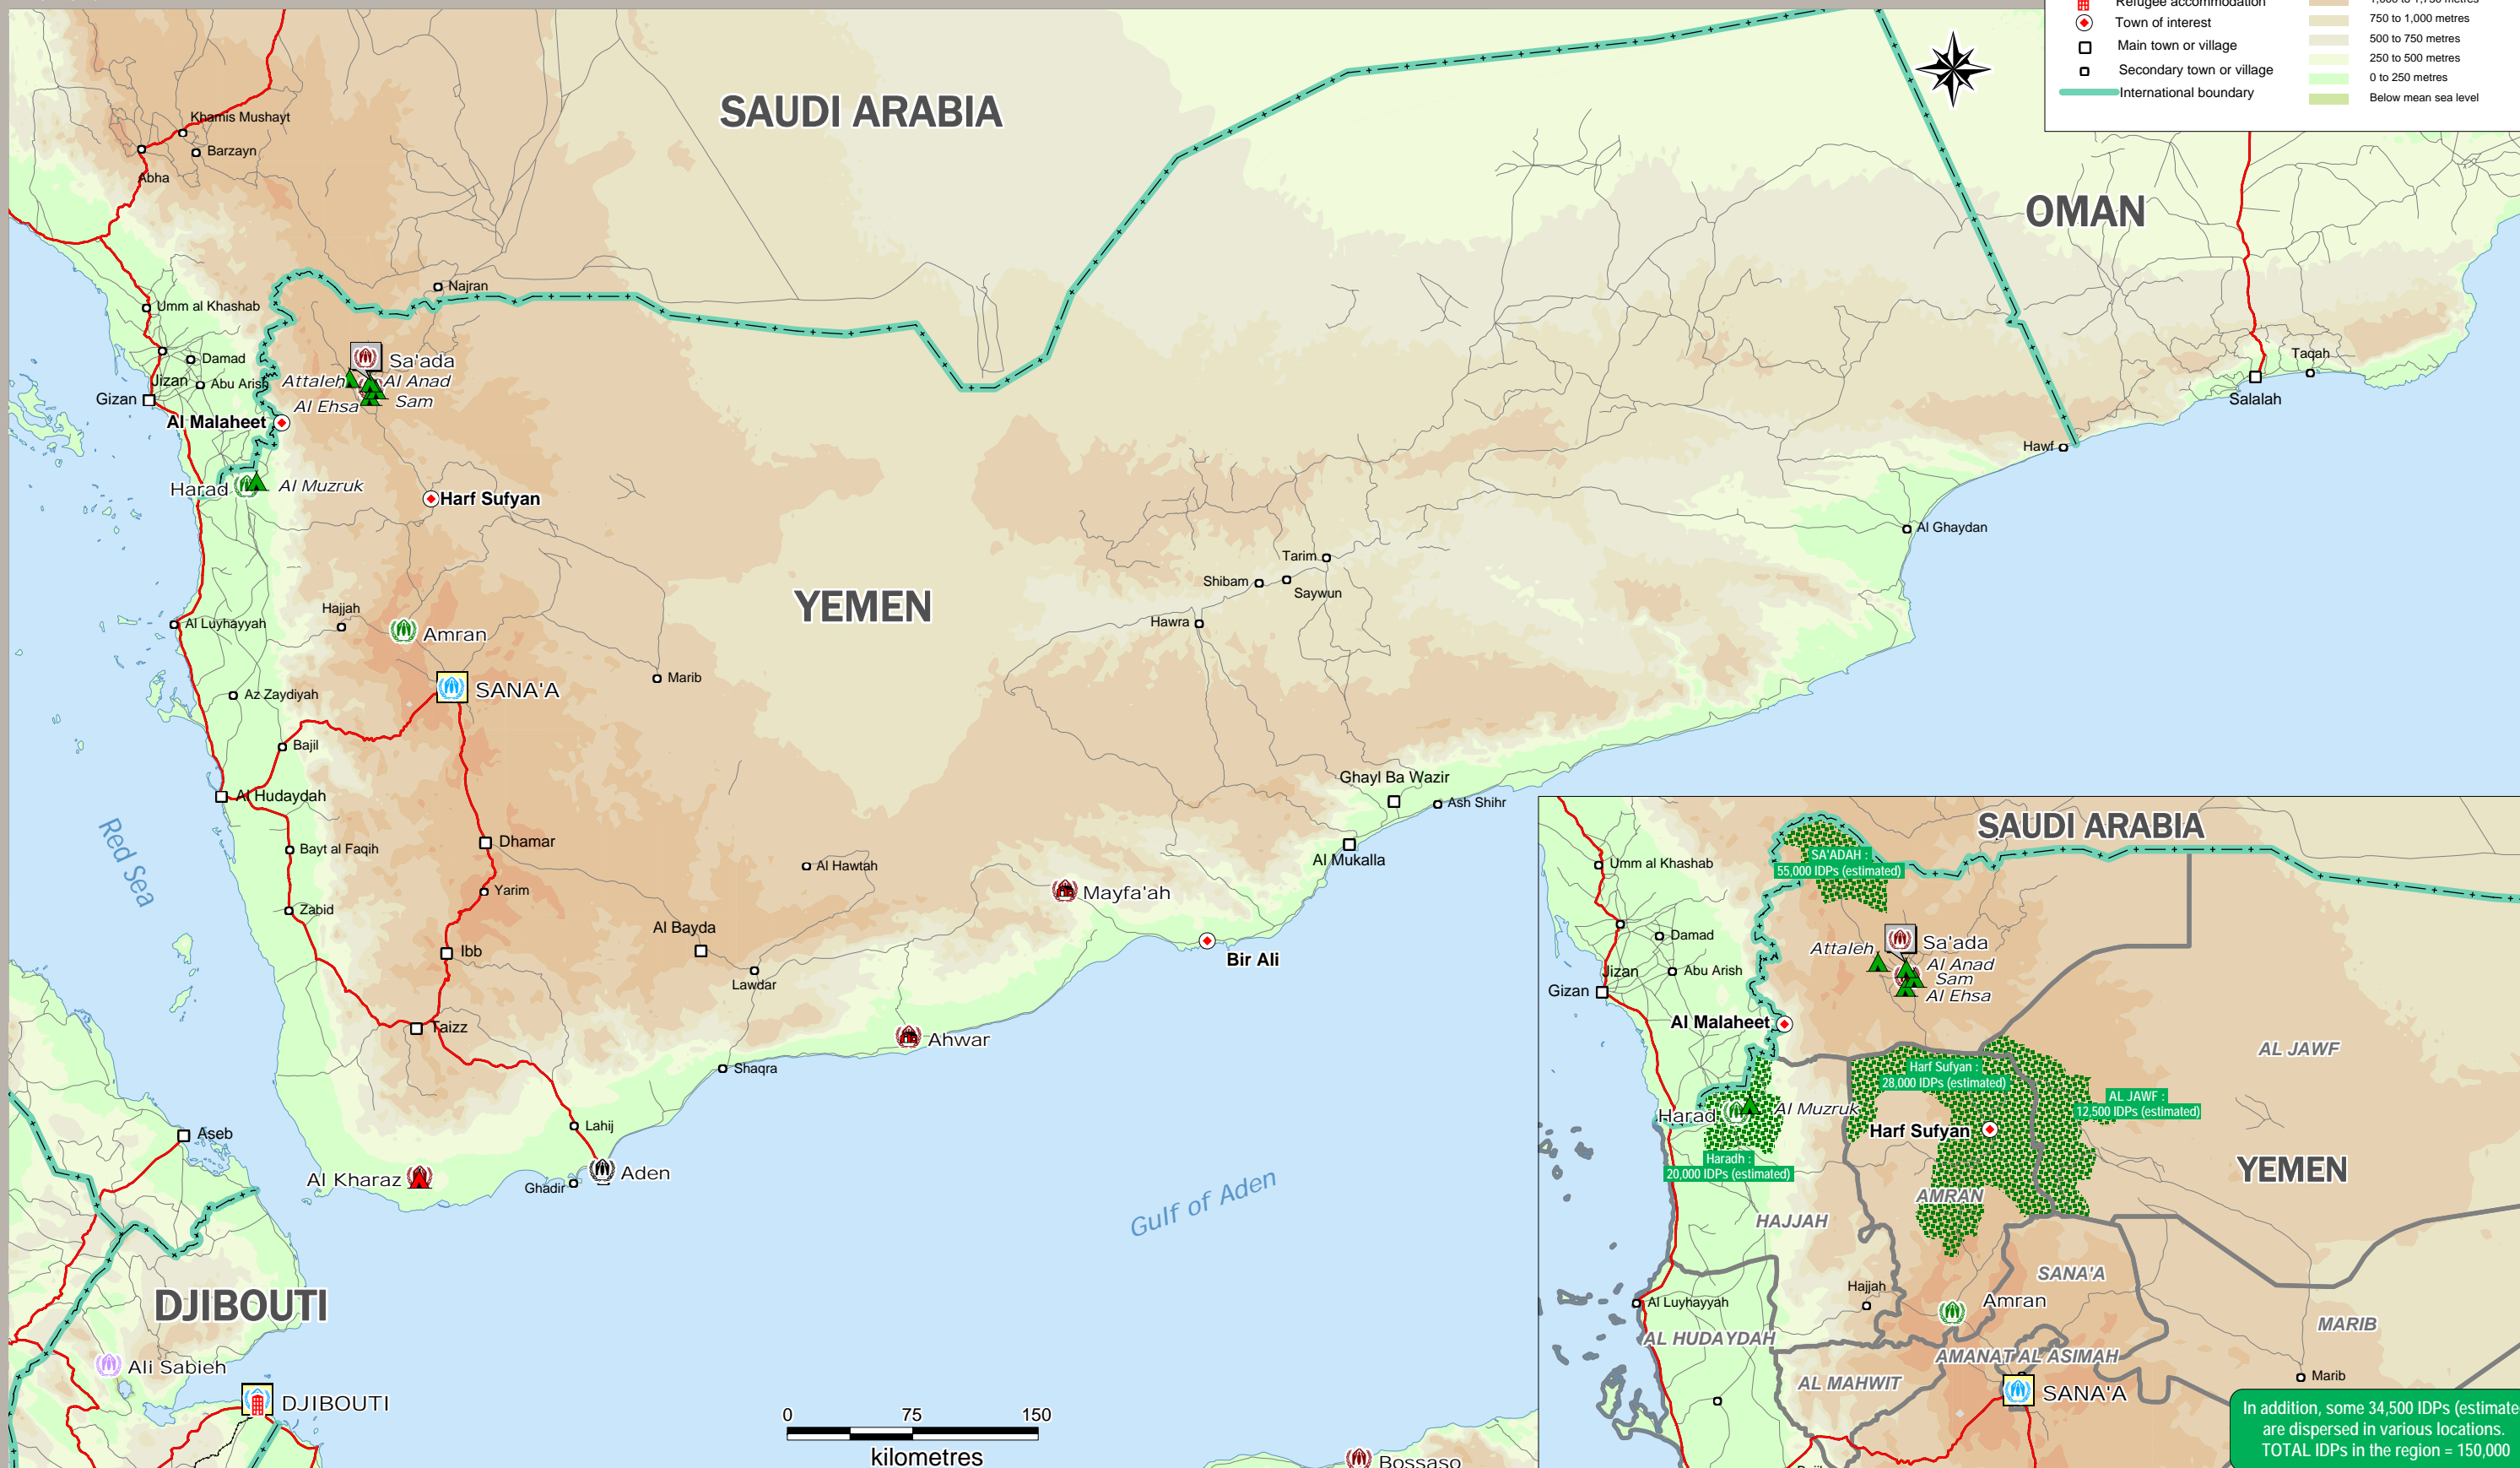 Refugee accommodation
Town of interest
Main town or village
Secondary town or village
International boundary
750 to 1,000 metres
500 to 750 metres
250 to 500 metres
0 to 250 metres
Below mean sea level
SAUDI ARABIA
OMAN
YEMEN
DJIBOUTI
Khamis Mushayt
Barzayn
Abha
Najran
Umm al Khashab
Damad
Jizan
Abu Arish
Gizan
Sa'ada
Attaleh
Al Anad
Al Ehsa
Sam
Al Malaheet
Harad
Al Muzruk
Harf Sufyan
Taqah
Salalah
Hawf
Al Ghaydan
Tarim
Shibam
Saywun
Hawra
Hajjah
Amran
Al Luyhayyah
SANA'A
Marib
Az Zaydiyah
Bajil
Al Hudaydah
Ghayl Ba Wazir
Ash Shihr
Al Mukalla
Red Sea
Dhamar
Bayt al Faqih
Al Hawtah
Yarim
Mayfa'ah
Zabid
Al Bayda
Ibb
Bir Ali
Lawdar
Taizz
Ahwar
Shaqra
Lahij
Aseb
Al Kharaz
Ghadir
Aden
Gulf of Aden
Ali Sabieh
DJIBOUTI
0 75 150
kilometres
Bossaso
SAUDI ARABIA
Umm al Khashab
SA'ADAH :
55,000 IDPs (estimated)
Damad
Jizan
Abu Arish
Gizan
Attaleh
Sa'ada
Al Anad
Sam
Al Ehsa
Al Malaheet
AL JAWF
Harf Sufyan :
28,000 IDPs (estimated)
AL JAWF :
12,500 IDPs (estimated)
Harad
Al Muzruk
Harf Sufyan
Haradh :
20,000 IDPs (estimated)
YEMEN
AMRAN
HAJJAH
SANA'A
Hajjah
Amran
Al Luyhayyah
AL HUDAYDAH
MARIB
AMANAT AL ASIMAH
AL MAHWIT
Marib
SANA'A
In addition, some 34,500 IDPs (estimate
are dispersed in various locations.
TOTAL IDPs in the region = 150,000